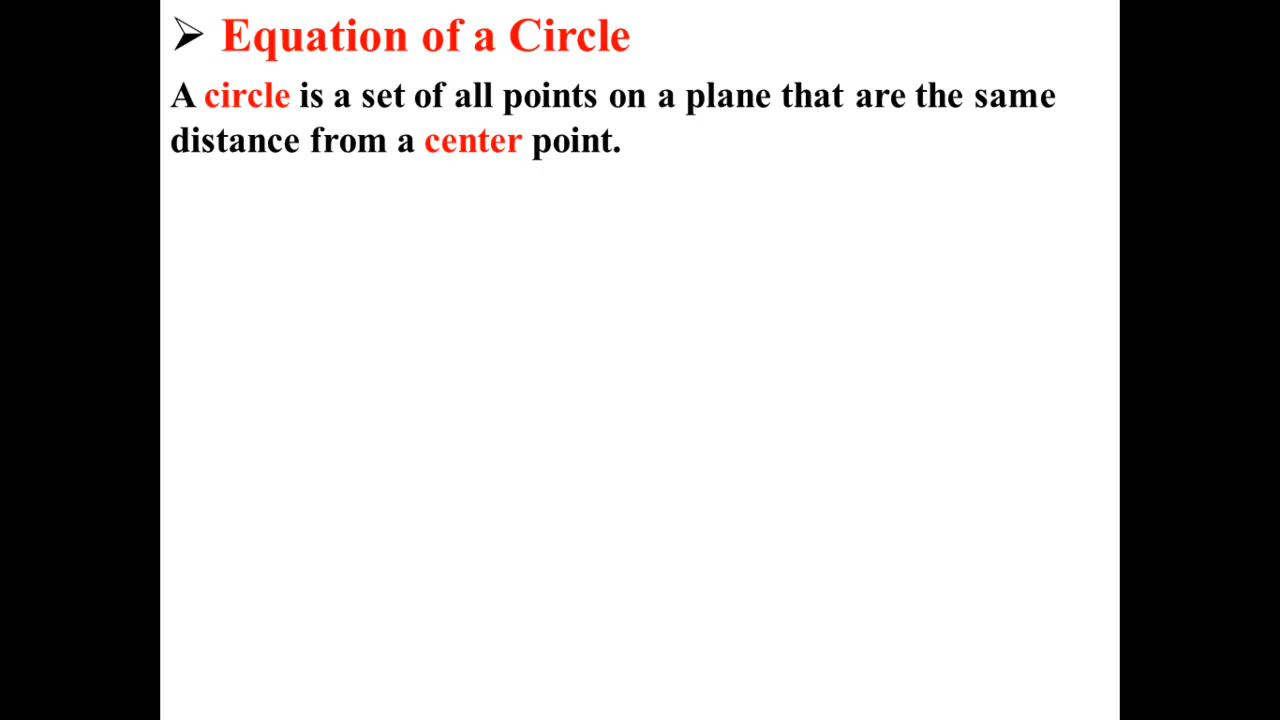 ➢ Equation of a Circle
A circle is a set of all points on a plane that are the same
distance from a center point.